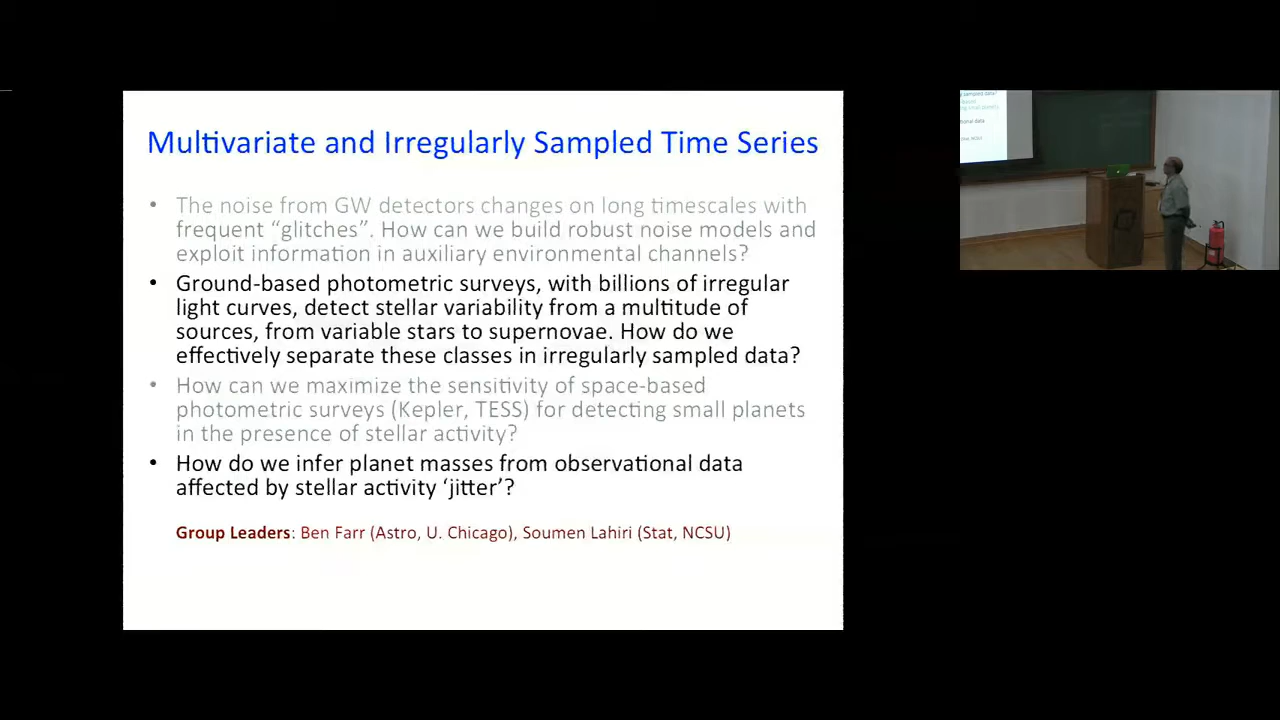 Multivariate and Irregularly Sampled Time Series
• The noise from GW detectors changes on long timescales with
frequent “glitches”. How can we build robust noise models and
exploit information in auxiliary environmental channels?
• Ground-based photometric surveys, with billions of irregular
light curves, detect stellar variability from a multitude of
sources, from variable stars to supernovae. How do we
effectively separate these classes in irregularly sampled data?
• How can we maximize the sensitivity of space-based
photometric surveys (Kepler, TESS) for detecting small planets
in the presence of stellar activity?
• How do we infer planet masses from observational data
affected by stellar activity ‘jitter’?
Group Leaders: Ben Farr (Astro, U. Chicago), Soumen Lahiri (Stat, NCSU)
sampled data?
small planets
data